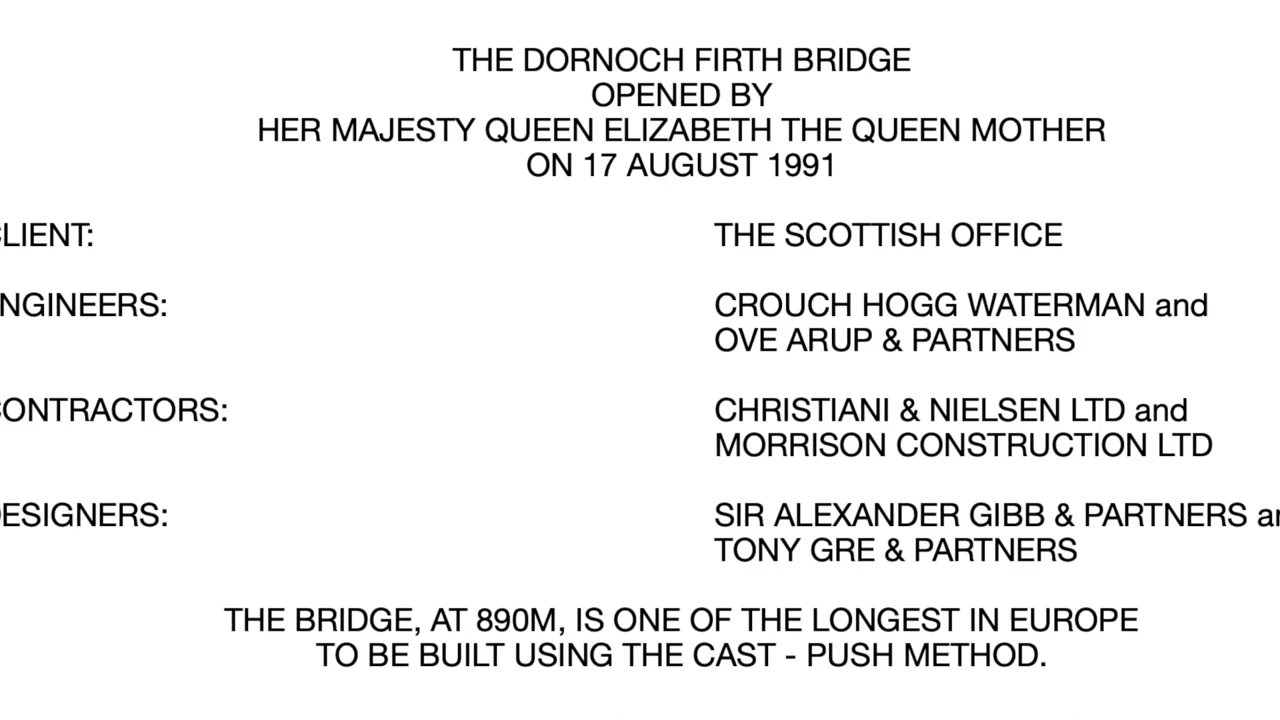 THE DORNOCH FIRTH BRIDGE
OPENED BY
HER MAJESTY QUEEN ELIZABETH THE QUEEN MOTHER
ON 17 AUGUST 1991
CLIENT: THE SCOTTISH OFFICE
NGINEERS: CROUCH HOGG WATERMAN and
OVE ARUP & PARTNERS
CONTRACTORS: CHRISTIANI & NIELSEN LTD and
MORRISON CONSTRUCTION LTD
DESIGNERS: SIR ALEXANDER GIBB & PARTNERS
TONY GRE & PARTNERS
THE BRIDGE, AT 890M, IS ONE OF THE LONGEST IN EUROPE
TO BE BUILT USING THE CAST - PUSH METHOD.